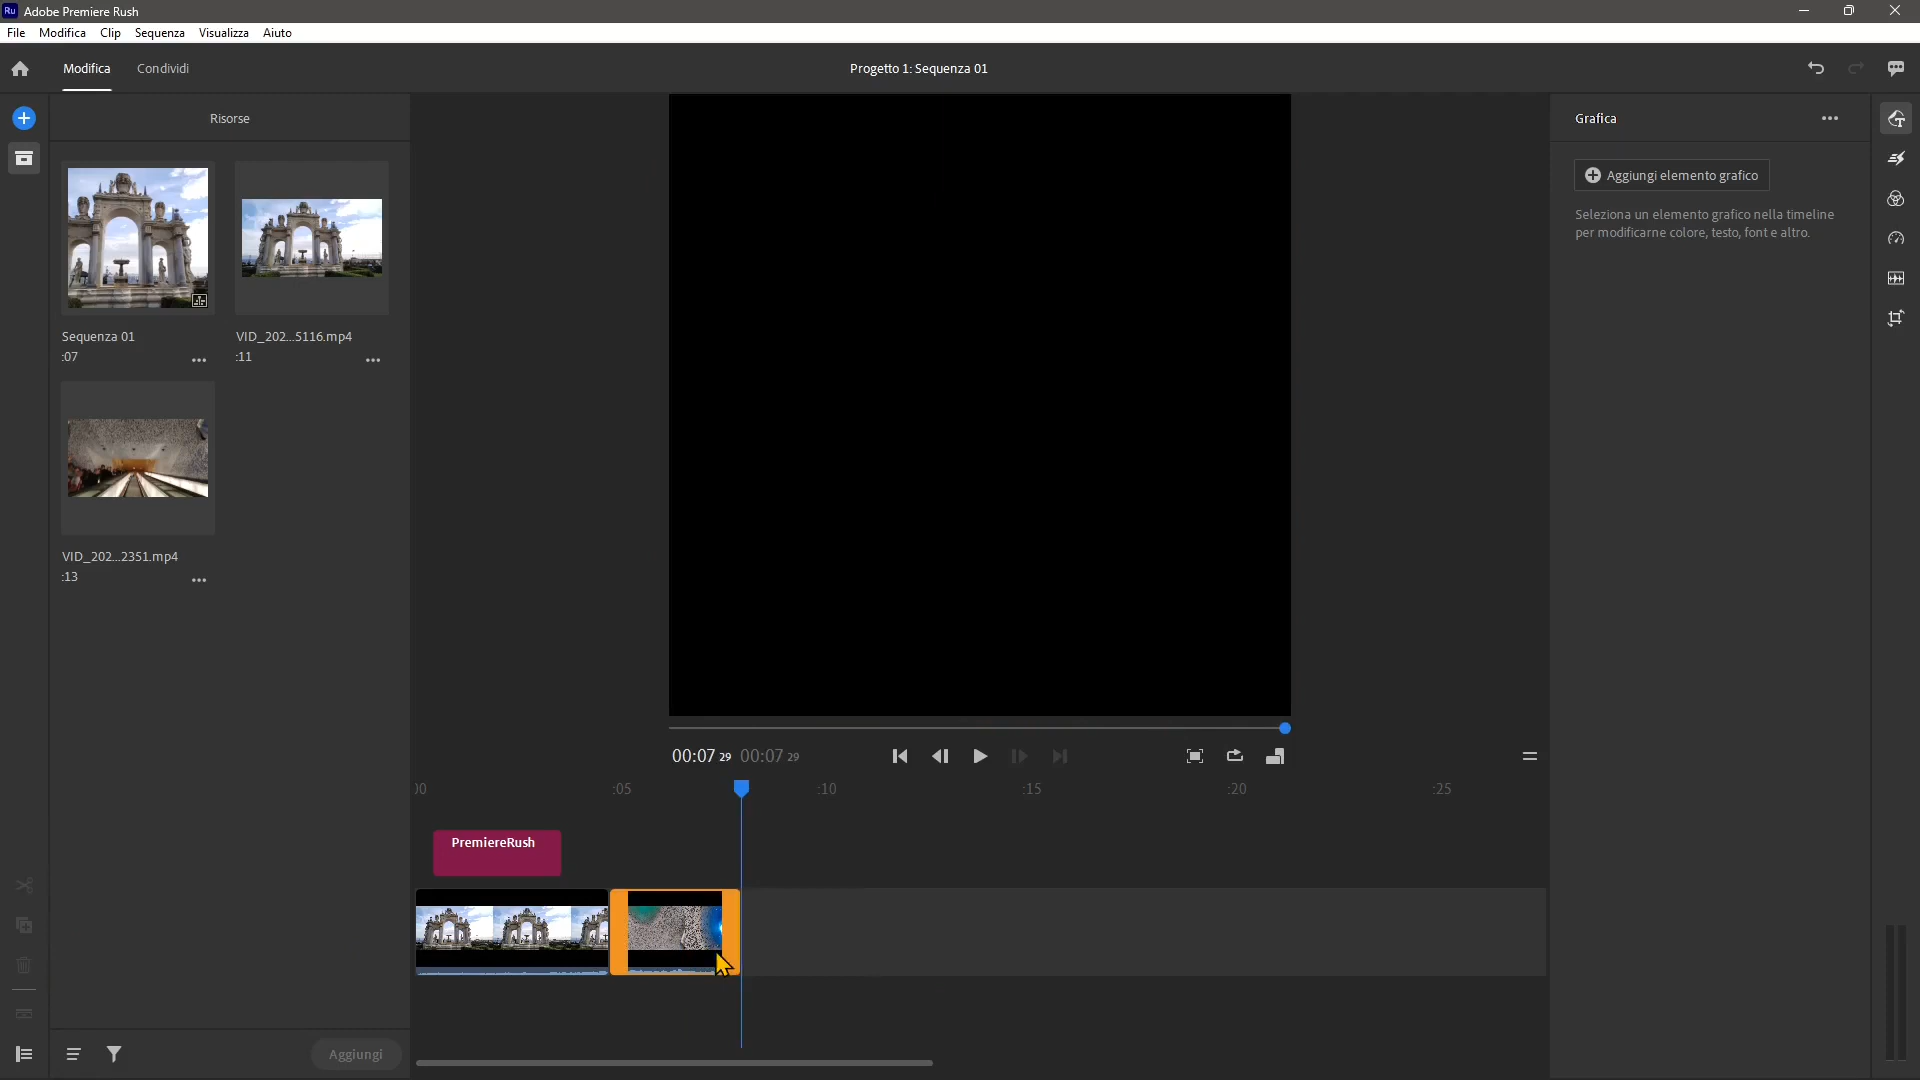 Ru Adobe Premiere Rush
File Modifica Clip Sequenza Visualizza Aiuto
Modifica Condividi
Progetto 1: Sequenza 01
Risorse
Sequenza 01
:07
VID_202...5116.mp4
:11
VID_202...2351.mp4
:13
Aggiungi
00:07 29 00:07 29
:05 :10 :15 :20 :25
PremiereRush
Grafica
Aggiungi elemento grafico
Seleziona un elemento grafico nella timeline
per modificarne colore, testo, font e altro.